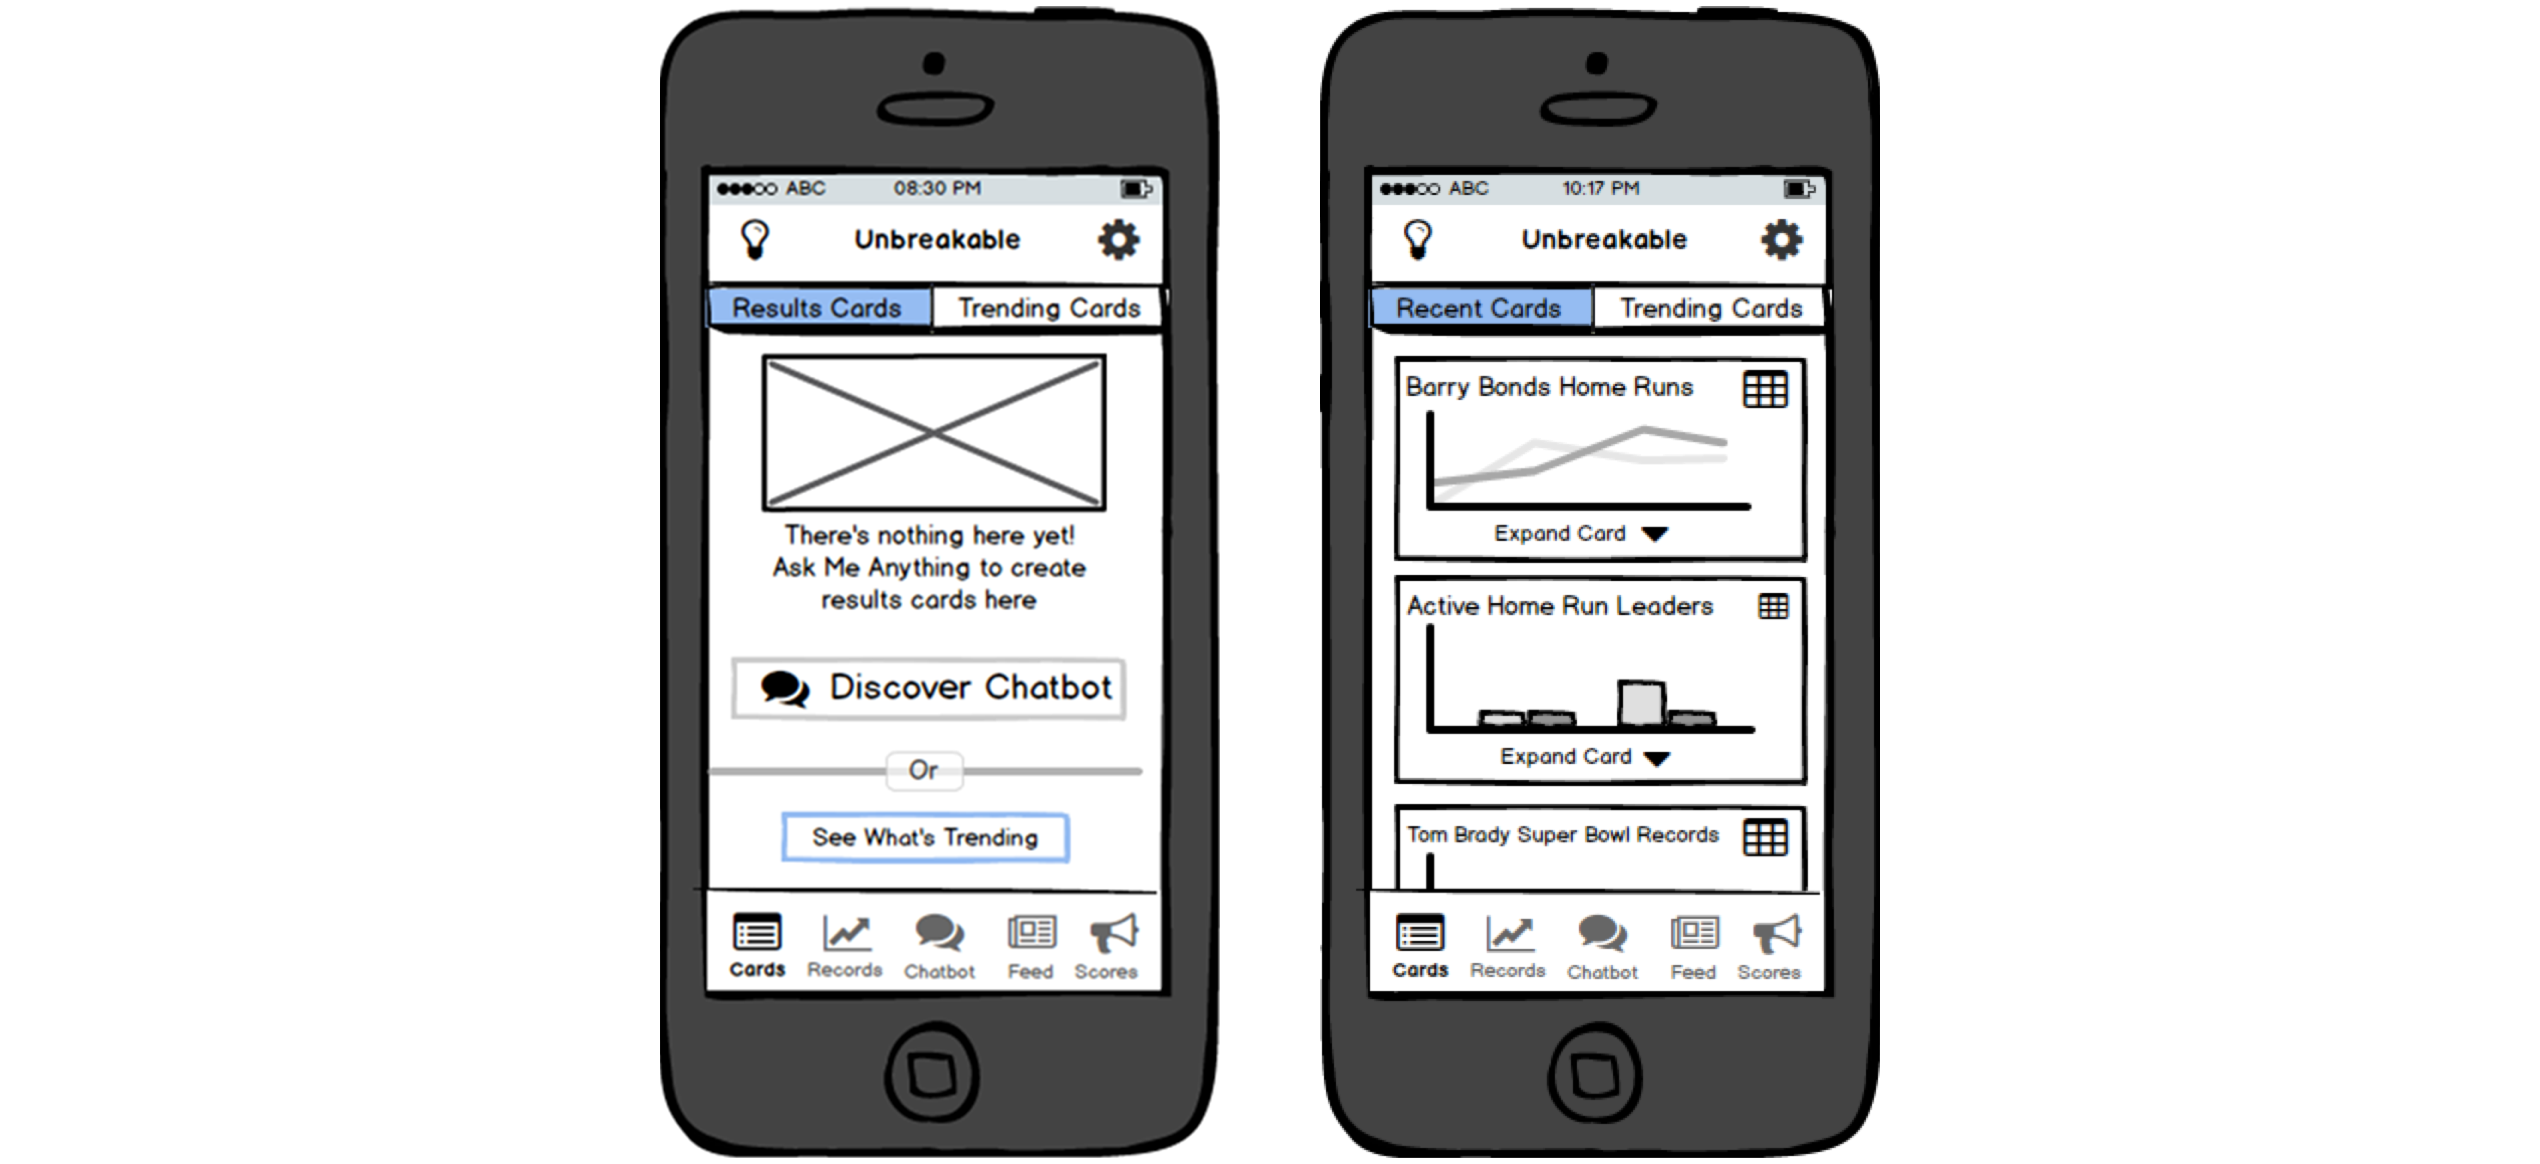 ABC 08:30 PM
Unbreakable
Results Cards Trending Cards
There's nothing here yet!
Ask Me Anything to create
results cards here
Discover Chatbot
Or
See What's Trending
Cards Records Chatbot Feed Scores
ABC 10:17 PM
Unbreakable
Recent Cards Trending Cards
Barry Bonds Home Runs
Expand Card
Active Home Run Leaders
Expand Card
Tom Brady Super Bowl Records
Cards Records Chatbot Feed Scores